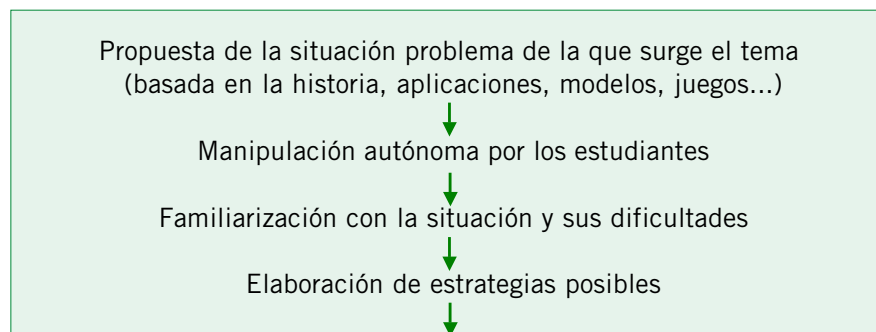 Propuesta de la situación problema de la que surge el tema
(basada en la historia, aplicaciones, modelos, juegos...)
Manipulación autónoma por los estudiantes
Familiarización con la situación y sus dificultades
Elaboración de estrategias posibles